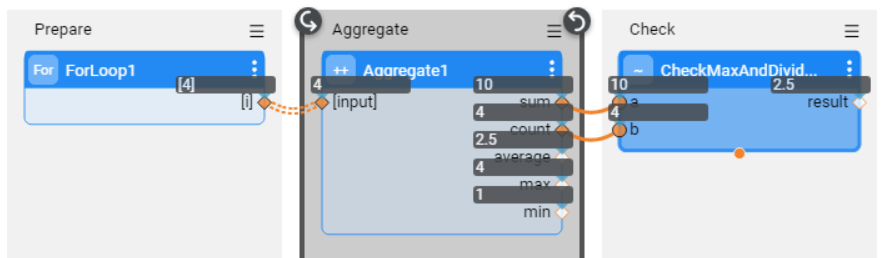 Prepare
Aggregate
Check
For ForLoop1
++ Aggregate1
~ CheckMaxAndDivid...
[4]
4
10
10
2.5
[i]
[input]
sum
a
result
4
4
count
b
2.5
average
4
max
1
min